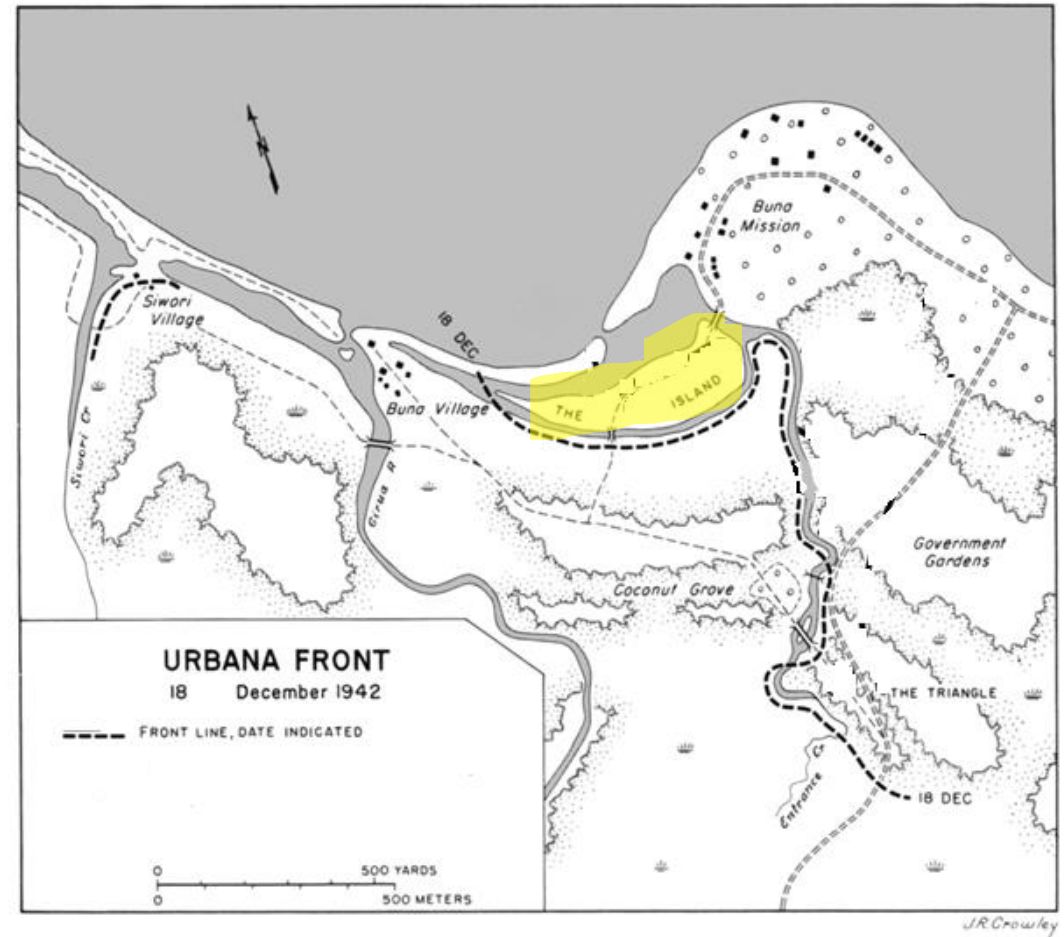 N
Buna
Mission
Siwori
Village
18 DEC
Buna Village
THE ISLAND
Siwori Cr
Girua R
Government
Gardens
Coconut Grove
THE TRIANGLE
Entrance Cr
18 DEC
URBANA FRONT
18 December 1942
FRONT LINE, DATE INDICATED
0 500 YARDS
0 500 METERS
J.R.Crowley